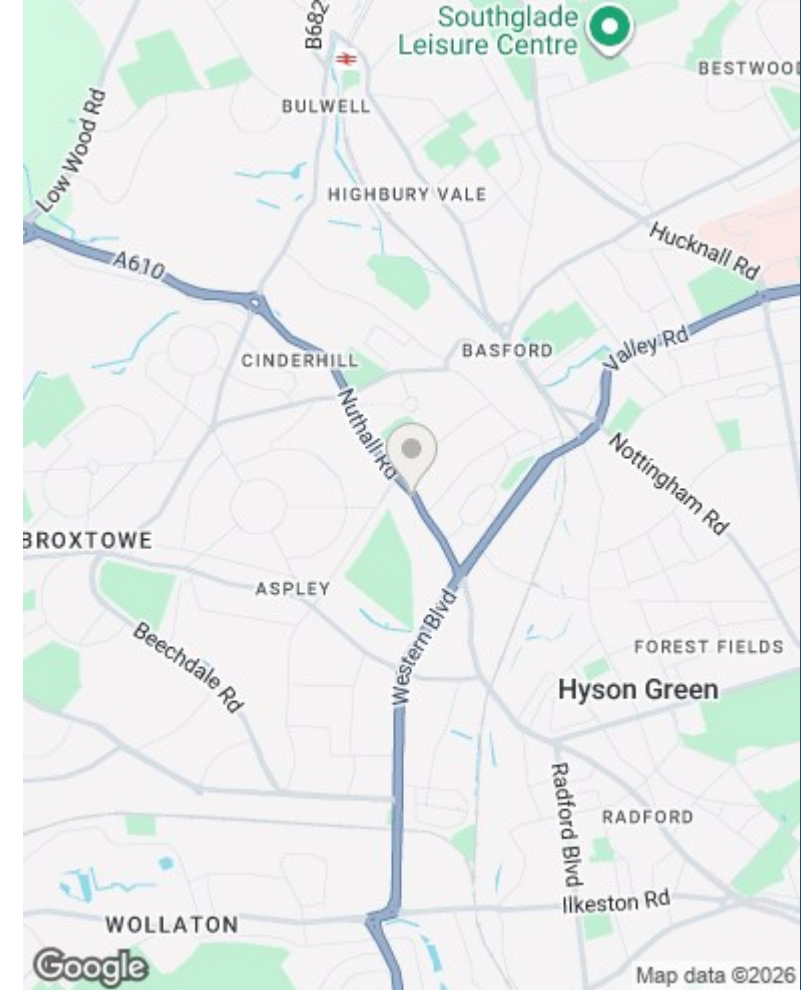 B682
Southglade
Leisure Centre
BESTWOOD
BULWELL
Low Wood Rd
HIGHBURY VALE
Hucknall Rd
A610
CINDERHILL
BASFORD
Valley Rd
Nuthall Rd
Nottingham Rd
BROXTOWE
ASPLEY
Western Blvd
Beechdale Rd
FOREST FIELDS
Hyson Green
Radford Blvd
RADFORD
Ilkeston Rd
WOLLATON
Google
Map data ©2026